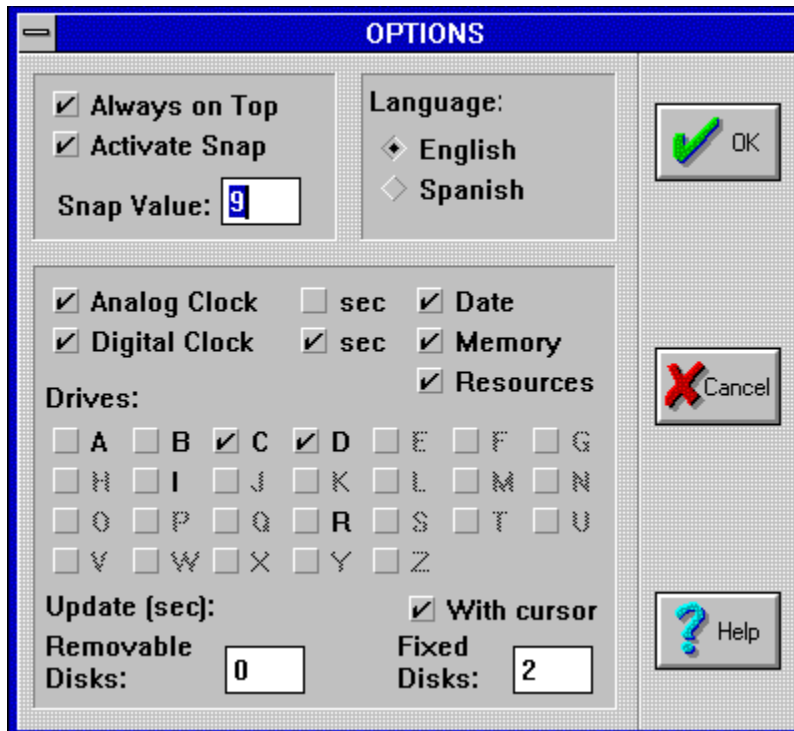 OPTIONS
Always on Top
Activate Snap
Snap Value: 9
Language:
English
Spanish
OK
Analog Clock sec Date
Digital Clock sec Memory
Resources
Cancel
Drives:
A B C D E F G
H I J K L M N
O P Q R S T U
V W X Y Z
Update (sec): With cursor
Removable Disks: 0
Fixed Disks: 2
Help